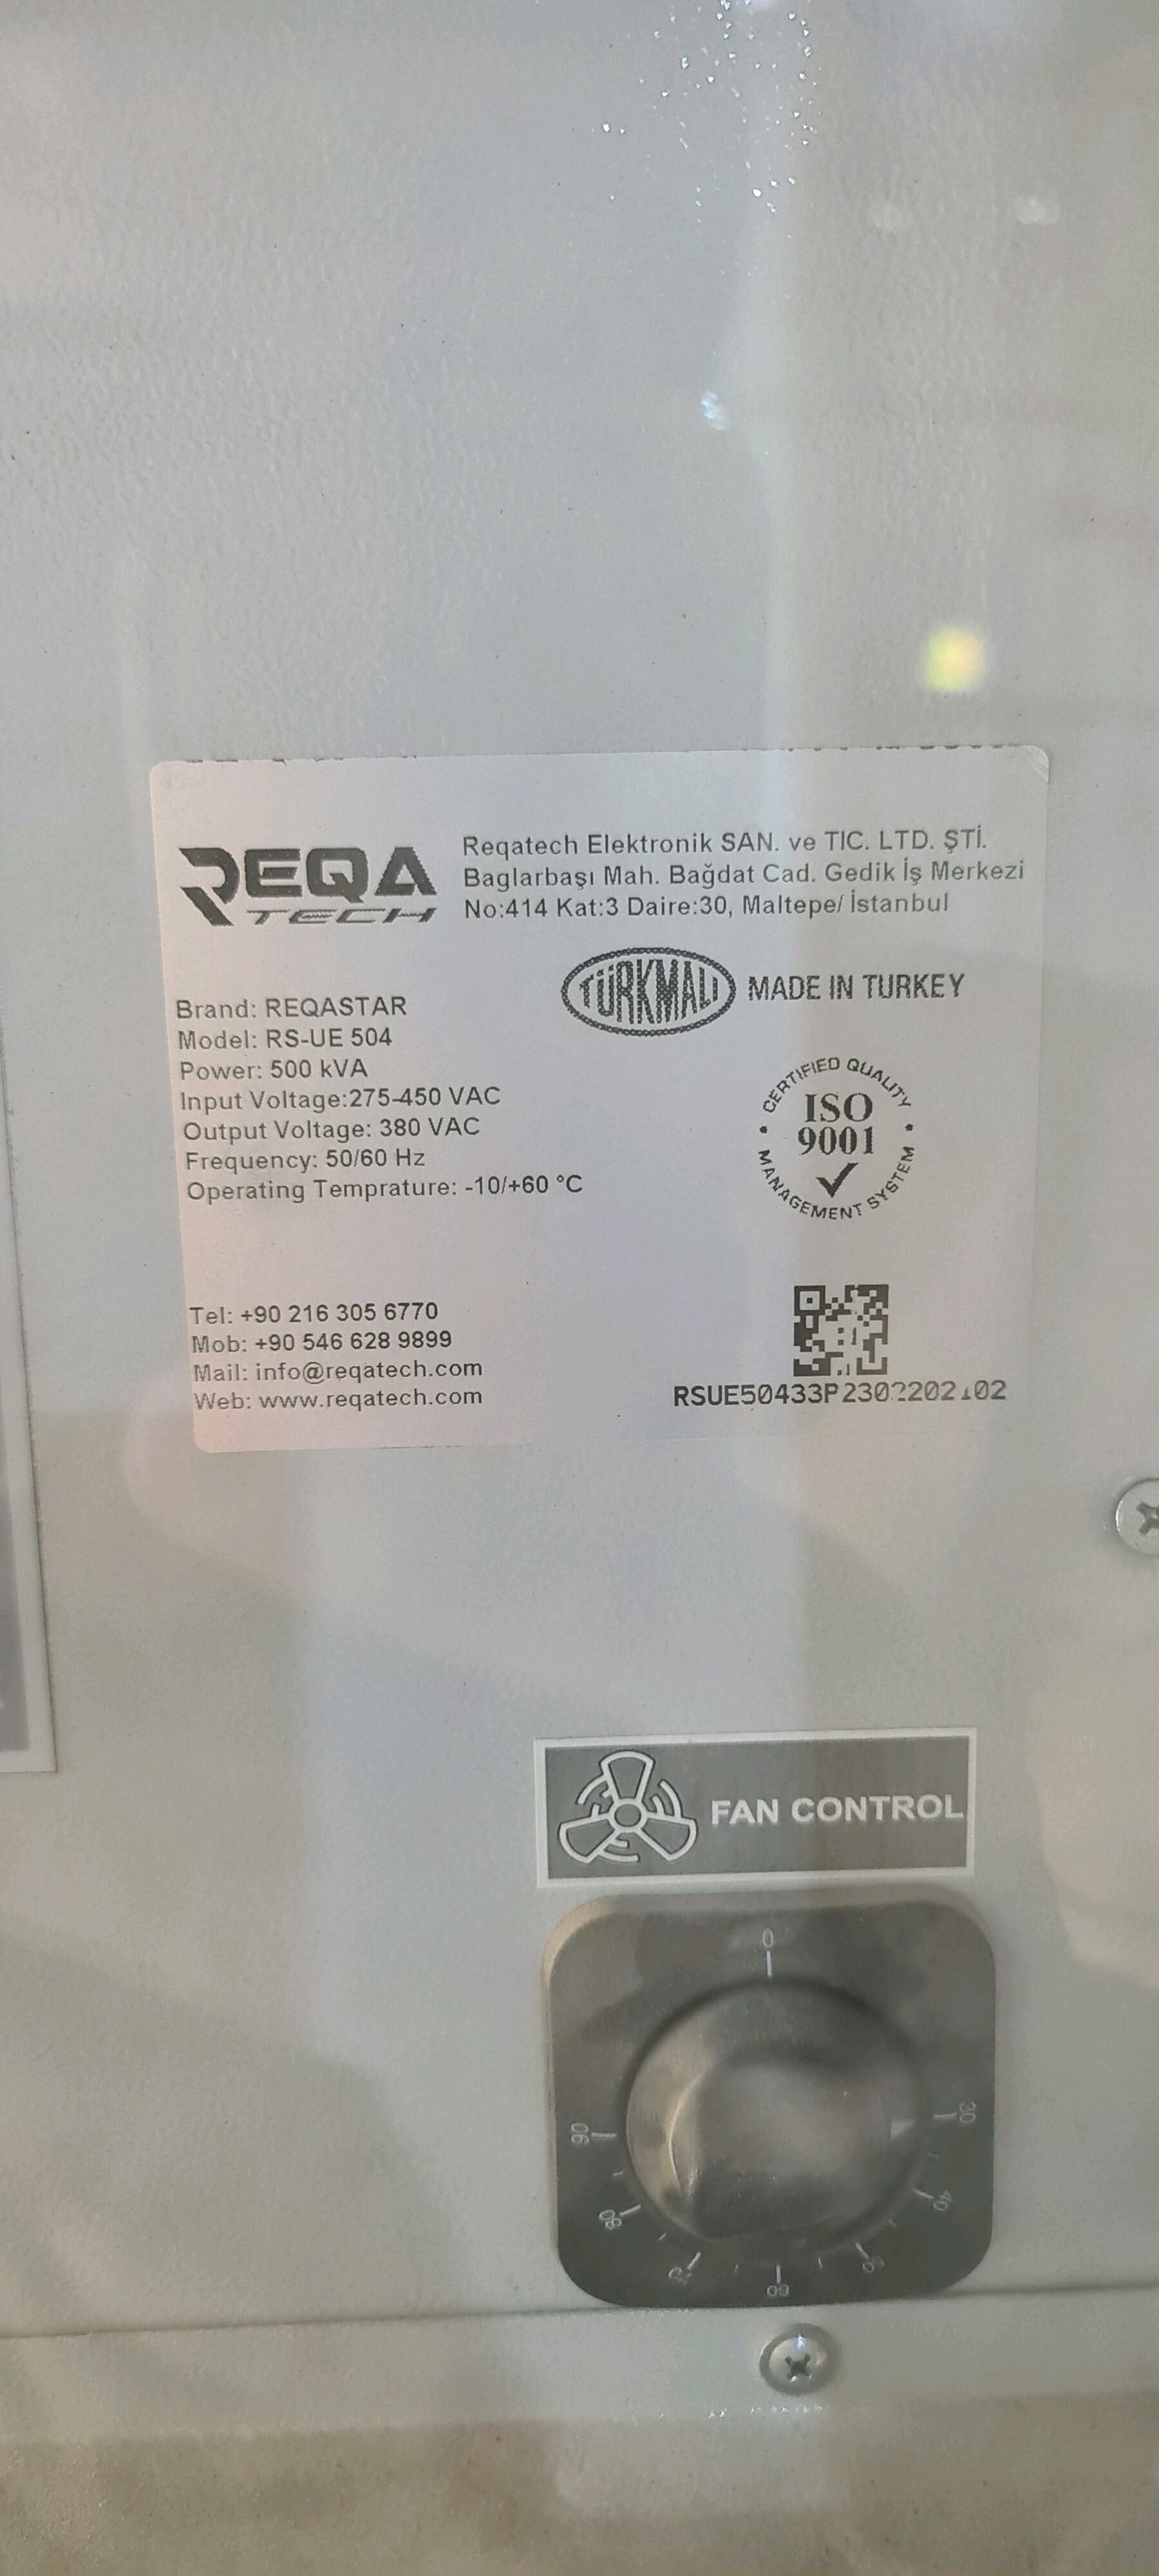 REQA
TECH
Reqatech Elektronik SAN. ve TIC. LTD. ŞTİ.
Baglarbaşı Mah. Bağdat Cad. Gedik İş Merkezi
No:414 Kat:3 Daire:30, Maltepe/ İstanbul
TÜRKMALI MADE IN TURKEY
Brand: REQASTAR
Model: RS-UE 504
Power: 500 kVA
Input Voltage:275-450 VAC
Output Voltage: 380 VAC
Frequency: 50/60 Hz
Operating Temprature: -10/+60 °C
CERTIFIED QUALITY
ISO
9001
MANAGEMENT SYSTEM
Tel: +90 216 305 6770
Mob: +90 546 628 9899
Mail: info@reqatech.com
Web: www.reqatech.com
FAN CONTROL
0
30
40
50
60
70
80
90